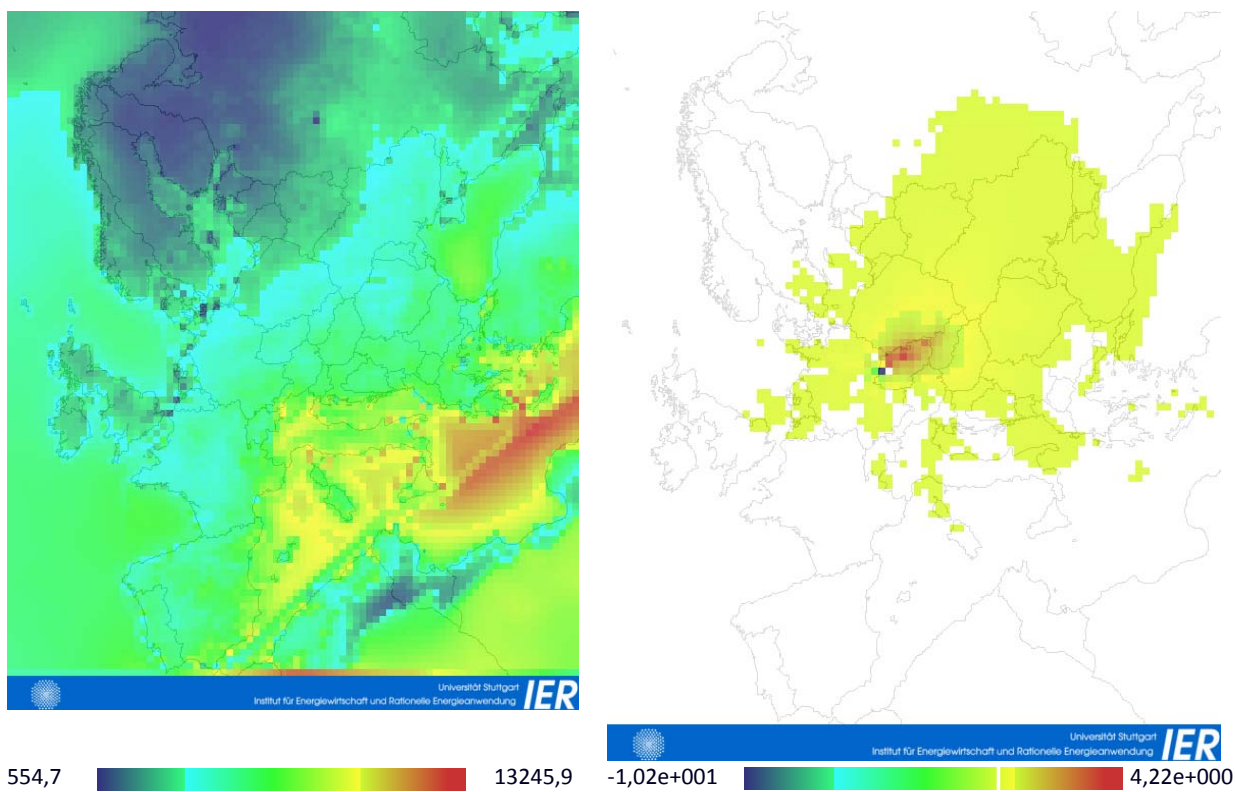 Universität Stuttgart
Institut für Energiewirtschaft und Rationelle Energieanwendung IER
554,7 13245,9
Universität Stuttgart
Institut für Energiewirtschaft und Rationelle Energieanwendung IER
-1,02e+001 4,22e+000